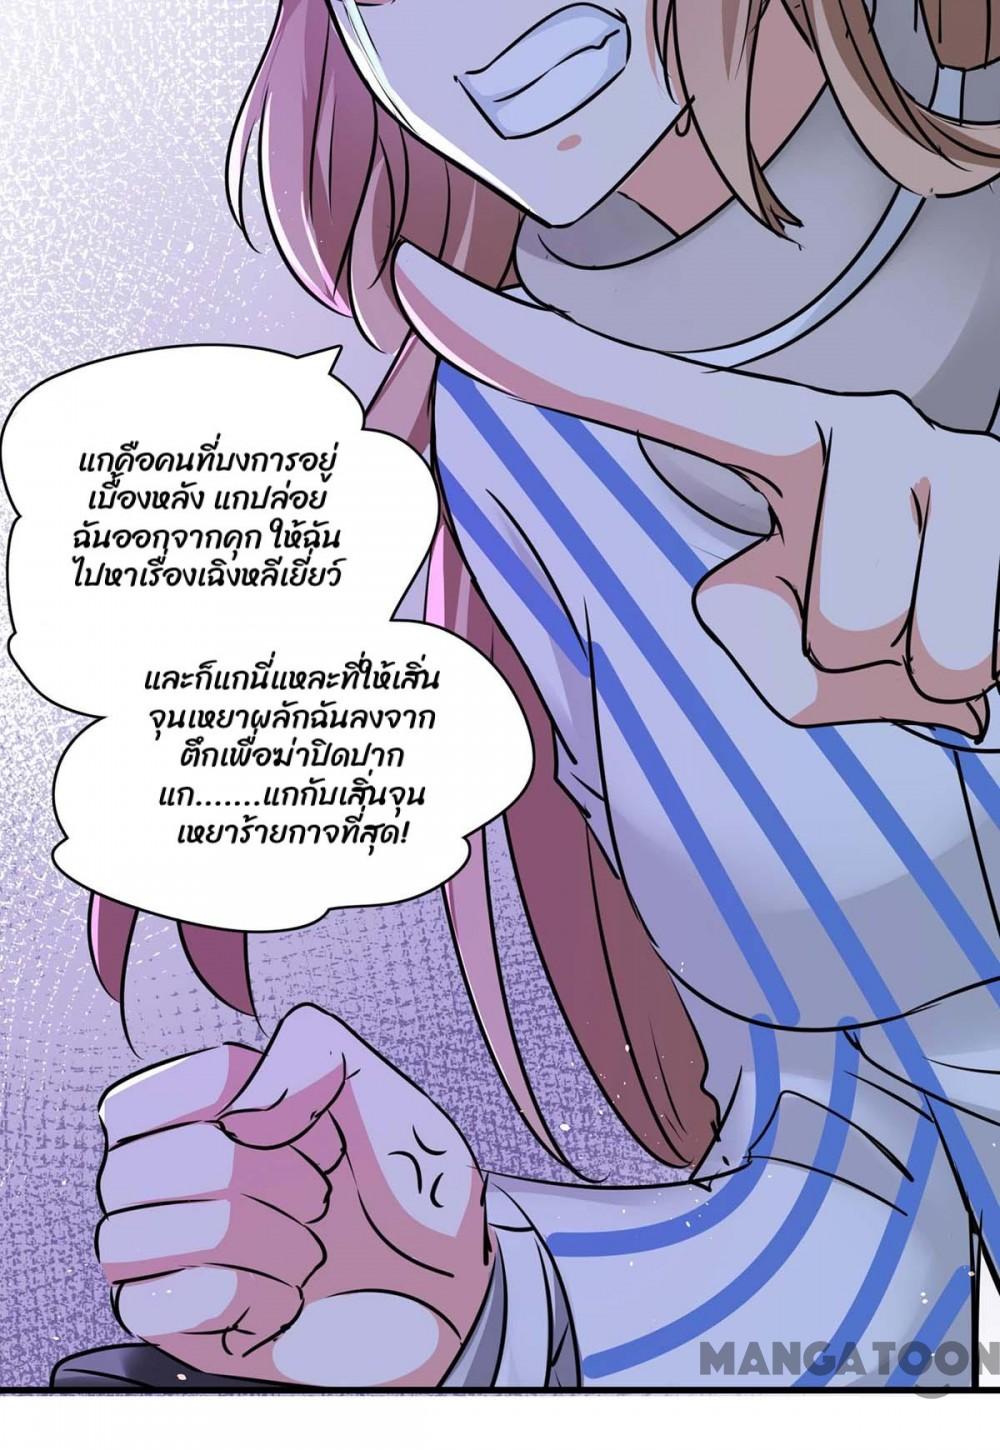 แกคือคนที่บงการอยู่
เบื้องหลัง แกปล่อย
ฉันออกจากคุก ให้ฉัน
ไปหาเรื่องเฉิงหลีเยี่ยว์
และก็แกนี่แหละที่ให้เสิ่น
จุนเหยาผลักฉันลงจาก
ตึกเพื่อฆ่าปิดปาก
แก.......แกกับเสิ่นจุน
เหยาร้ายกาจที่สุด!
MANGATOON